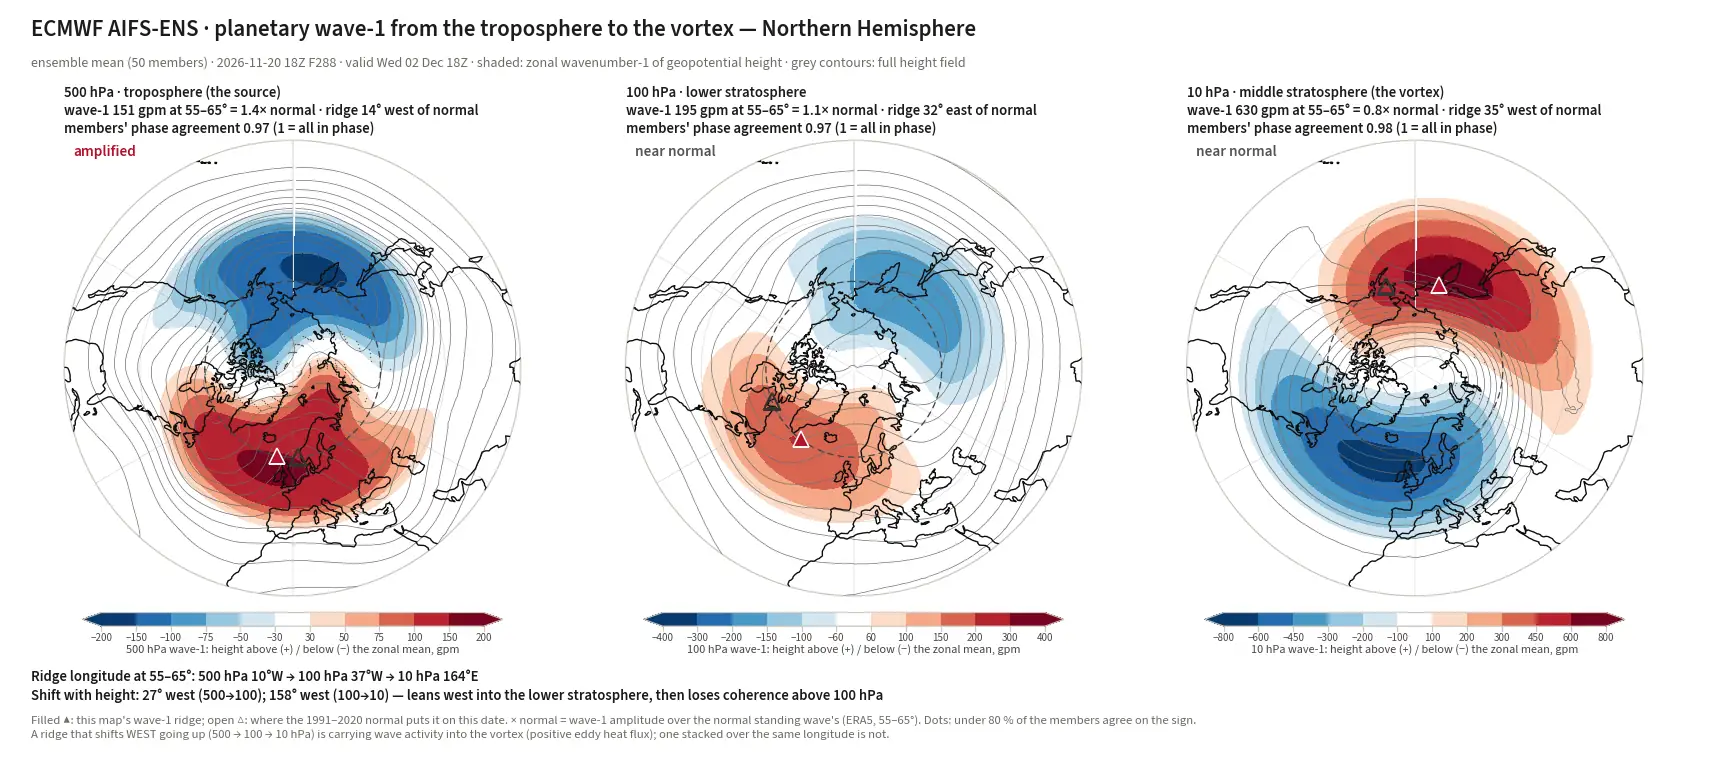 ECMWF AIFS-ENS · planetary wave-1 from the troposphere to the vortex — Northern Hemisphere
ensemble mean (50 members) · 2026-11-20 18Z F288 · valid Wed 02 Dec 18Z · shaded: zonal wavenumber-1 of geopotential height · grey contours: full height field
500 hPa · troposphere (the source)
wave-1 151 gpm at 55–65° = 1.4× normal · ridge 14° west of normal
members' phase agreement 0.97 (1 = all in phase)
amplified
100 hPa · lower stratosphere
wave-1 195 gpm at 55–65° = 1.1× normal · ridge 32° east of normal
members' phase agreement 0.97 (1 = all in phase)
near normal
10 hPa · middle stratosphere (the vortex)
wave-1 630 gpm at 55–65° = 0.8× normal · ridge 35° west of normal
members' phase agreement 0.98 (1 = all in phase)
near normal
−200 −150 −100 −75 −50 −30 30 50 75 100 150 200
500 hPa wave-1: height above (+) / below (−) the zonal mean, gpm
−400 −300 −200 −150 −100 −60 60 100 150 200 300 400
100 hPa wave-1: height above (+) / below (−) the zonal mean, gpm
−800 −600 −450 −300 −200 −100 100 200 300 450 600 800
10 hPa wave-1: height above (+) / below (−) the zonal mean, gpm
Ridge longitude at 55–65°: 500 hPa 10°W → 100 hPa 37°W → 10 hPa 164°E
Shift with height: 27° west (500→100); 158° west (100→10) — leans west into the lower stratosphere, then loses coherence above 100 hPa
Filled ▲: this map's wave-1 ridge; open △: where the 1991–2020 normal puts it on this date. × normal = wave-1 amplitude over the normal standing wave's (ERA5, 55–65°). Dots: under 80 % of the members agree on the sign.
A ridge that shifts WEST going up (500 → 100 → 10 hPa) is carrying wave activity into the vortex (positive eddy heat flux); one stacked over the same longitude is not.